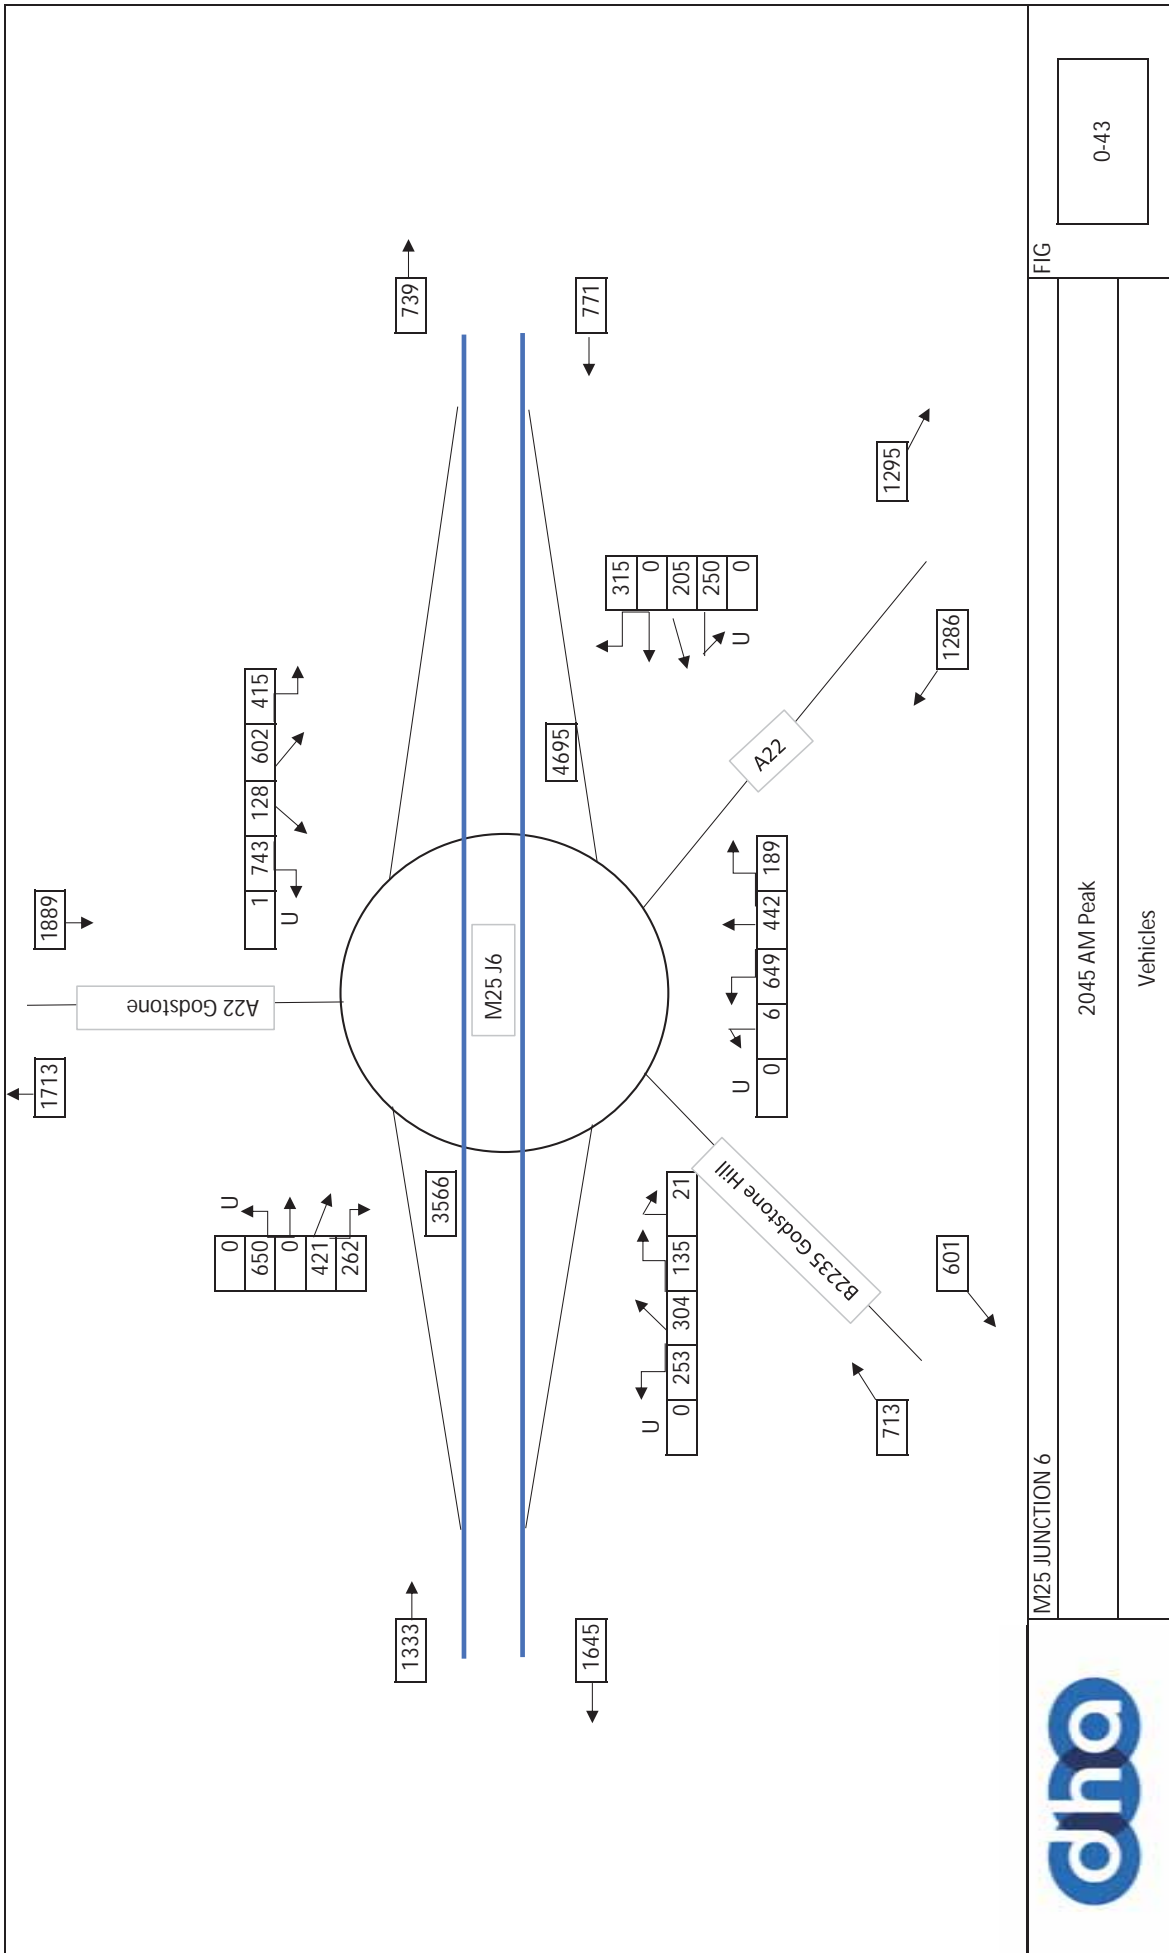 1713
1889
A22 Godstone
U
0
650
0
421
262
1 743 128 602 415
U
1333
739
3566
M25 J6
4695
1645
771
315
0
205
250
0
U
U
0 253 304 135 21
U
0 6 649 442 189
B2235 Godstone Hill
A22
713
1295
601
1286
dha
M25 JUNCTION 6
FIG
2045 AM Peak
0-43
Vehicles